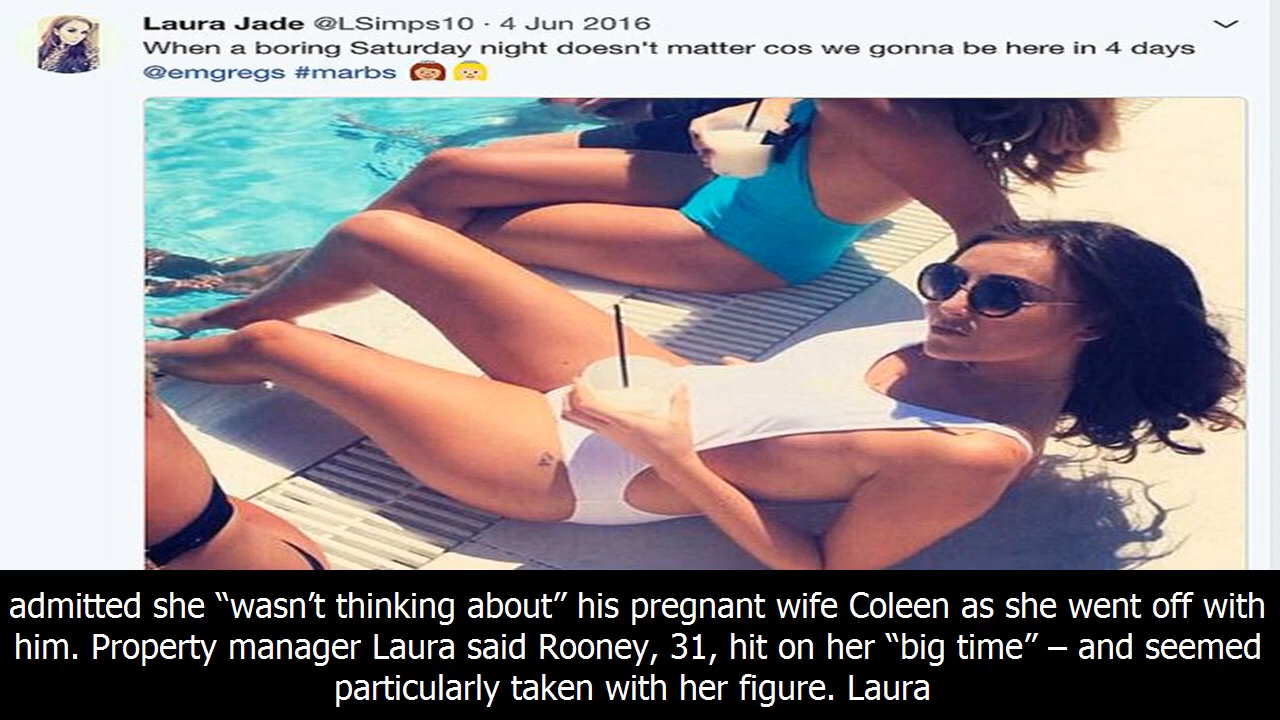 Laura Jade @LSimps10 · 4 Jun 2016
When a boring Saturday night doesn't matter cos we gonna be here in 4 days
@emgregs #marbs 👸🏽👸🏼
admitted she “wasn’t thinking about” his pregnant wife Coleen as she went off with
him. Property manager Laura said Rooney, 31, hit on her “big time” – and seemed
particularly taken with her figure. Laura